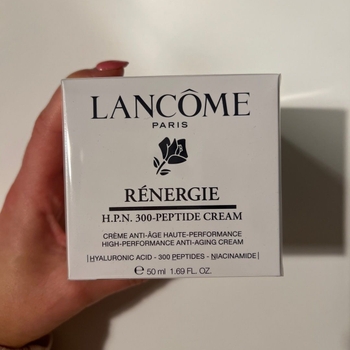 LANCÔME
PARIS
RÉNERGIE
H.P.N. 300-PEPTIDE CREAM
CRÈME ANTI-ÂGE HAUTE-PERFORMANCE
HIGH-PERFORMANCE ANTI-AGING CREAM
|HYALURONIC ACID - 300 PEPTIDES - NIACINAMIDE|
℮ 50 ml 1.69 FL. OZ.